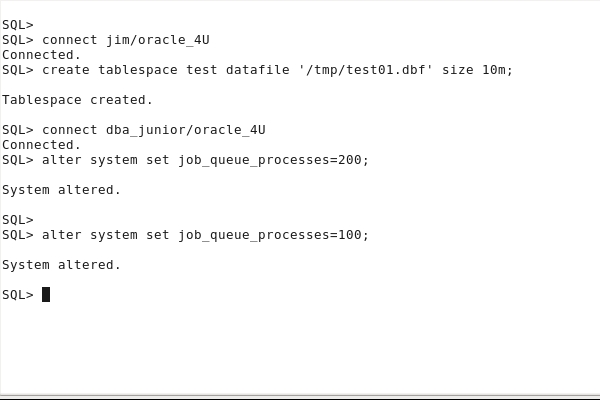 SQL>
SQL> connect jim/oracle_4U
Connected.
SQL> create tablespace test datafile '/tmp/test01.dbf' size 10m;
Tablespace created.
SQL> connect dba_junior/oracle_4U
Connected.
SQL> alter system set job_queue_processes=200;
System altered.
SQL>
SQL> alter system set job_queue_processes=100;
System altered.
SQL>